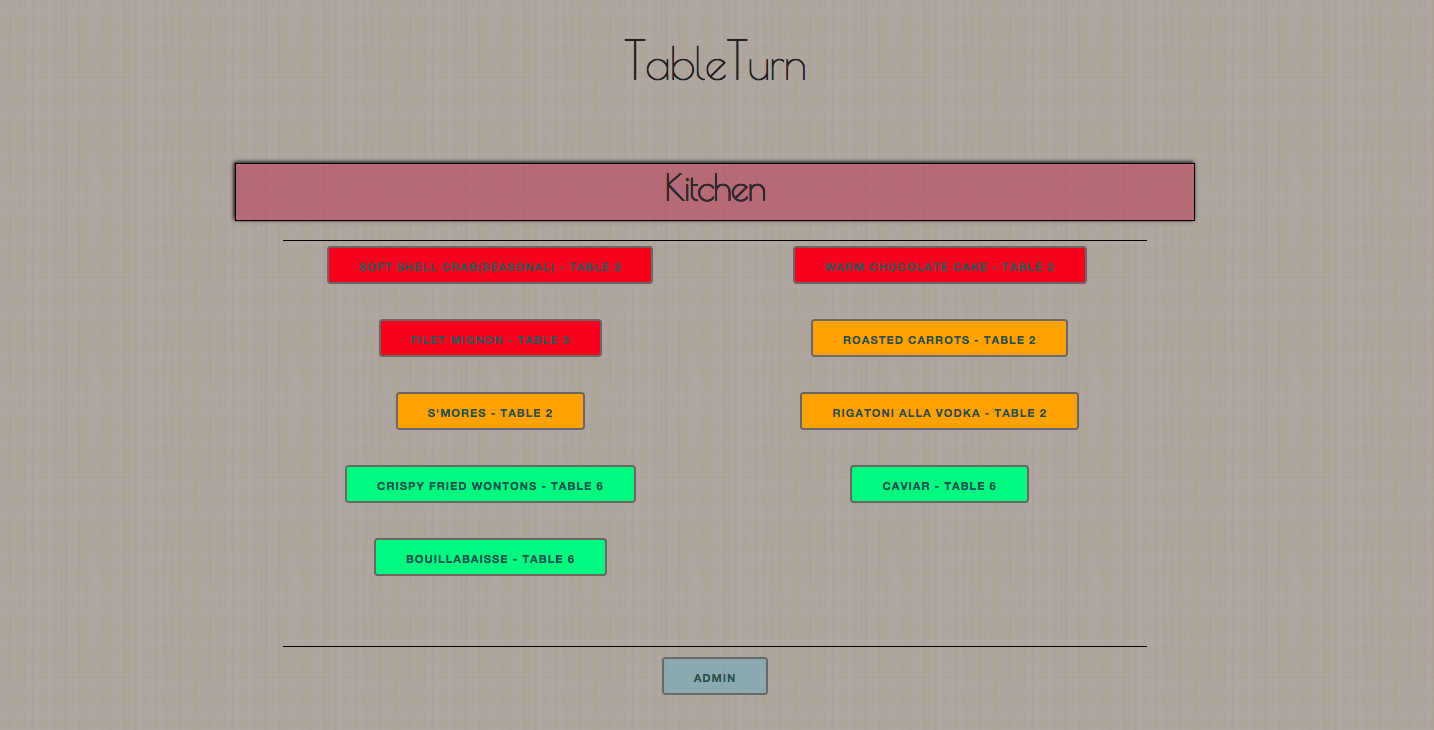 TableTurn
Kitchen
SOFT SHELL CRAB(SEASONAL) - TABLE 2
WARM CHOCOLATE CAKE - TABLE 2
FILET MIGNON - TABLE
ROASTED CARROTS - TABLE 2
S'MORES - TABLE 2
RIGATONI ALLA VODKA - TABLE 2
CRISPY FRIED WONTONS - TABLE 6
CAVIAR - TABLE 6
BOUILLABAISSE - TABLE 6
ADMIN